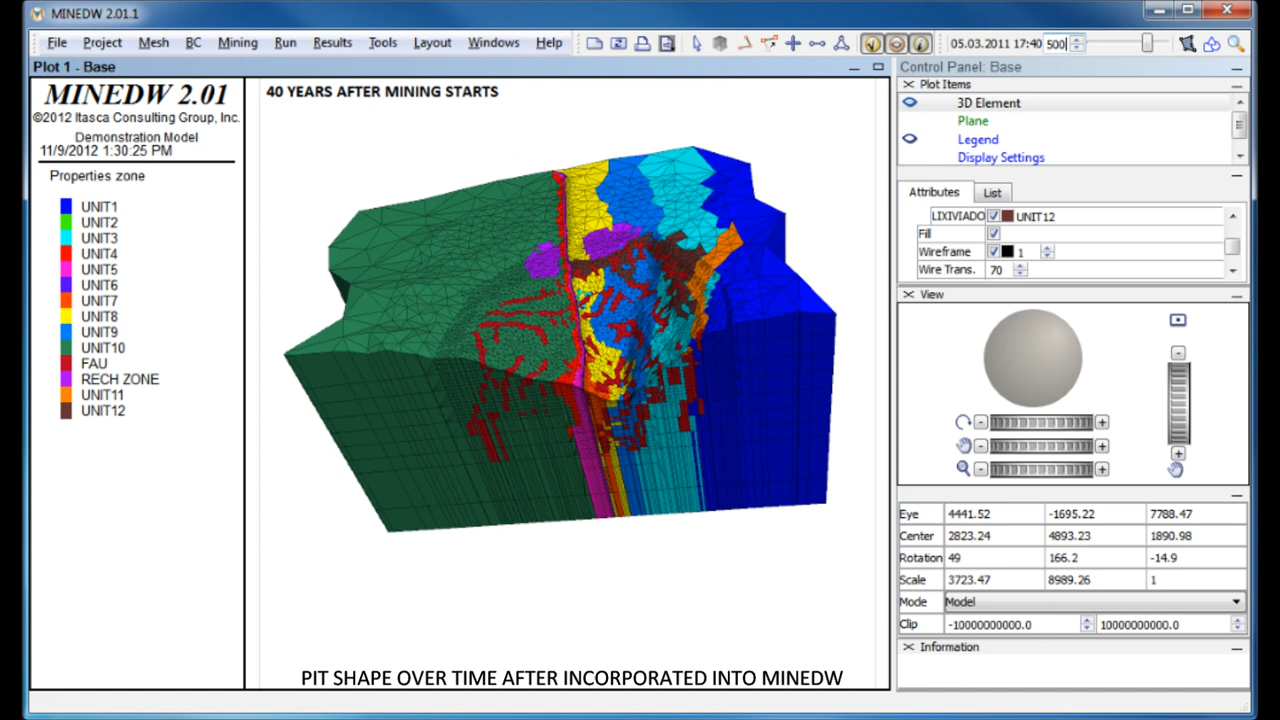 MINEDW 2.01.1
File Project Mesh BC Mining Run Results Tools Layout Windows Help
05.03.2011 17:40 500
Plot 1 - Base
MINEDW 2.01
©2012 Itasca Consulting Group, Inc.
Demonstration Model
11/9/2012 1:30:25 PM
Properties zone
UNIT1
UNIT2
UNIT3
UNIT4
UNIT5
UNIT6
UNIT7
UNIT8
UNIT9
UNIT10
FAU
RECH ZONE
UNIT11
UNIT12
40 YEARS AFTER MINING STARTS
PIT SHAPE OVER TIME AFTER INCORPORATED INTO MINEDW
Control Panel: Base
Plot Items
3D Element
Plane
Legend
Display Settings
Attributes List
LIXIVIADO UNIT12
Fill
Wireframe 1
Wire Trans. 70
View
Eye 4441.52 -1695.22 7788.47
Center 2823.24 4893.23 1890.98
Rotation 49 166.2 -14.9
Scale 3723.47 8989.26 1
Mode Model
Clip -10000000000.0 10000000000.0
Information